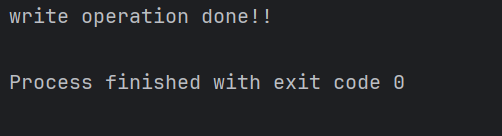 write operation done!!
Process finished with exit code 0